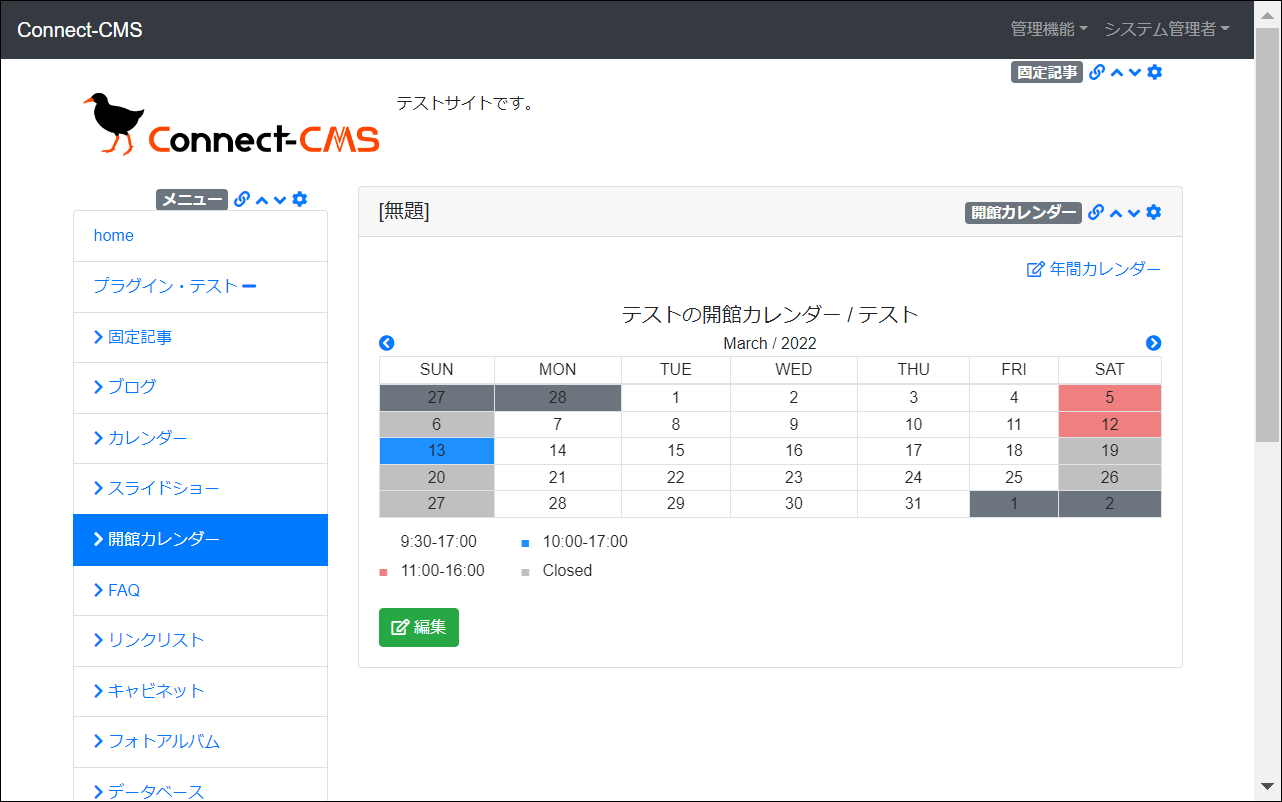 Connect-CMS
管理機能 システム管理者
固定記事
Connect-CMS
テストサイトです。
メニュー
home
プラグイン・テスト
固定記事
ブログ
カレンダー
スライドショー
開館カレンダー
FAQ
リンクリスト
キャビネット
フォトアルバム
データベース
[無題]
開館カレンダー
年間カレンダー
テストの開館カレンダー / テスト
March / 2022
SUN MON TUE WED THU FRI SAT
27 28 1 2 3 4 5
6 7 8 9 10 11 12
13 14 15 16 17 18 19
20 21 22 23 24 25 26
27 28 29 30 31 1 2
9:30-17:00 10:00-17:00
11:00-16:00 Closed
編集